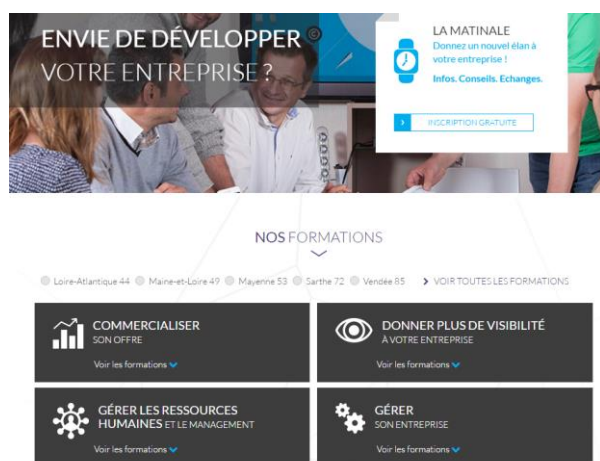 ENVIE DE DÉVELOPPER ©
VOTRE ENTREPRISE ?
LA MATINALE
Donnez un nouvel élan à
votre entreprise !
Infos. Conseils. Echanges.
INSCRIPTION GRATUITE
NOS FORMATIONS
Loire-Atlantique 44 Maine-et-Loire 49 Mayenne 53 Sarthe 72 Vendée 85 VOIR TOUTES LES FORMATIONS
COMMERCIALISER
SON OFFRE
Voir les formations
DONNER PLUS DE VISIBILITÉ
À VOTRE ENTREPRISE
Voir les formations
GÉRER LES RESSOURCES
HUMAINES ET LE MANAGEMENT
Voir les formations
GÉRER
SON ENTREPRISE
Voir les formations